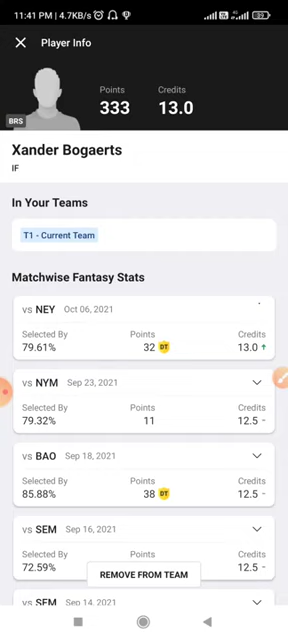 11:41 PM | 4.7KB/s
89
Player Info
Points
Credits
333
13.0
BRS
Xander Bogaerts
IF
In Your Teams
T1 - Current Team
Matchwise Fantasy Stats
vs NEY Oct 06, 2021
Selected By Points Credits
79.61% 32 DT 13.0
vs NYM Sep 23, 2021
Selected By Points Credits
79.32% 11 12.5 -
vs BAO Sep 18, 2021
Selected By Points Credits
85.88% 38 DT 12.5 -
vs SEM Sep 16, 2021
Selected By Points Credits
72.59% 12.5 -
REMOVE FROM TEAM
vs SEM Sep 14, 2021